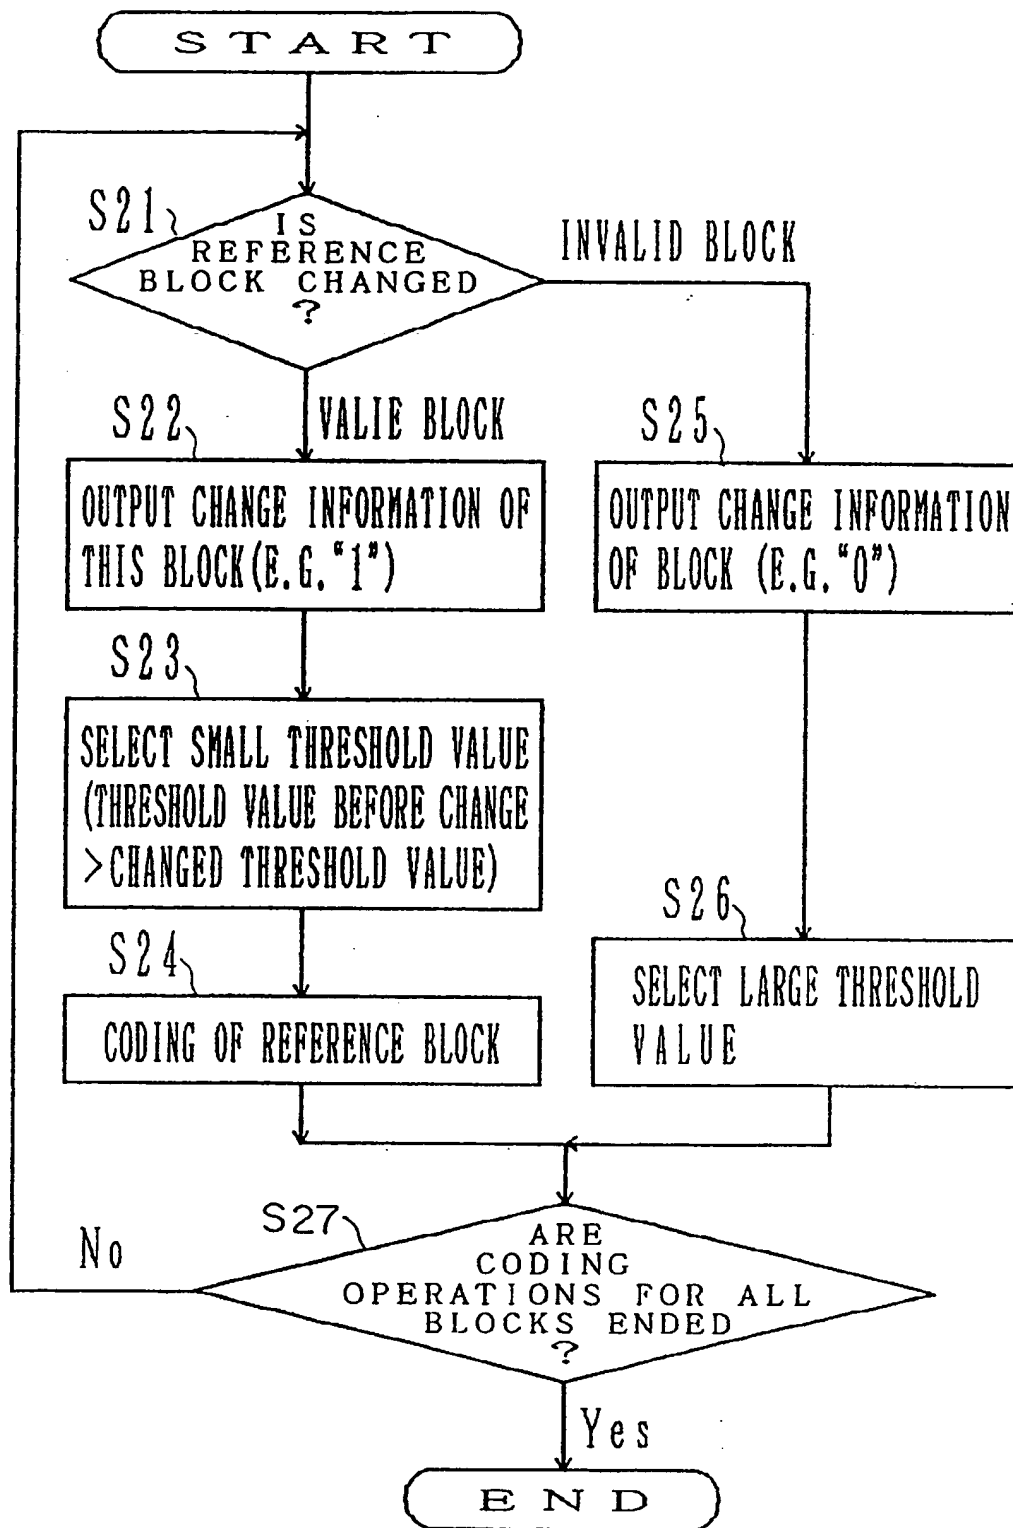 START
S21
IS
REFERENCE
BLOCK CHANGED
?
INVALID BLOCK
S22
VALIE BLOCK
S25
OUTPUT CHANGE INFORMATION OF
THIS BLOCK(E.G."1")
OUTPUT CHANGE INFORMATION
OF BLOCK (E.G."0")
S23
SELECT SMALL THRESHOLD VALUE
(THRESHOLD VALUE BEFORE CHANGE
>CHANGED THRESHOLD VALUE)
S26
SELECT LARGE THRESHOLD
VALUE
S24
CODING OF REFERENCE BLOCK
S27
No
ARE
CODING
OPERATIONS FOR ALL
BLOCKS ENDED
?
Yes
END